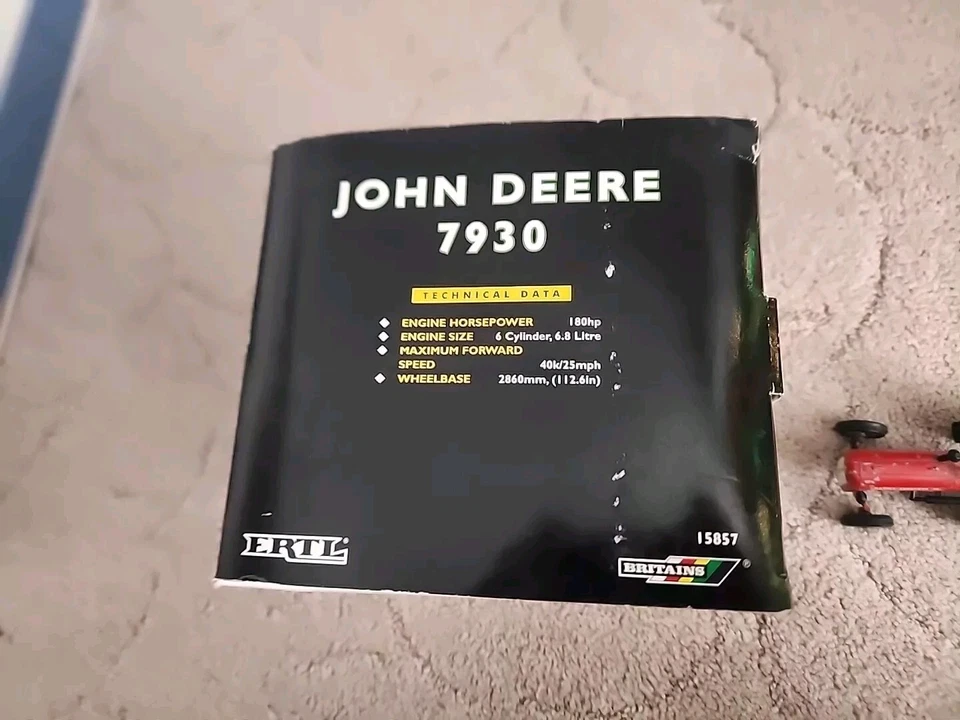 JOHN DEERE
7930
TECHNICAL DATA
ENGINE HORSEPOWER 180hp
ENGINE SIZE 6 Cylinder, 6.8 Litre
MAXIMUM FORWARD
SPEED 40k/25mph
WHEELBASE 2860mm, (112.6in)
15857
ERTL®
BRITAINS®